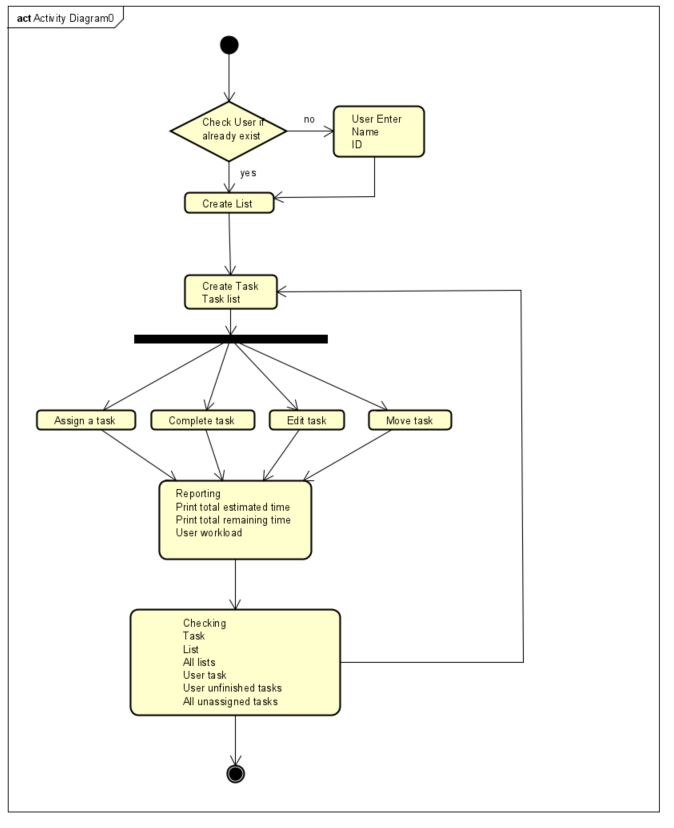 act Activity Diagram0
Check User if
already exist
no
User Enter
Name
ID
yes
Create List
Create Task
Task list
Assign a task
Complete task
Edit task
Move task
Reporting
Print total estimated time
Print total remaining time
User workload
Checking
Task
List
All lists
User task
User unfinished tasks
All unassigned tasks